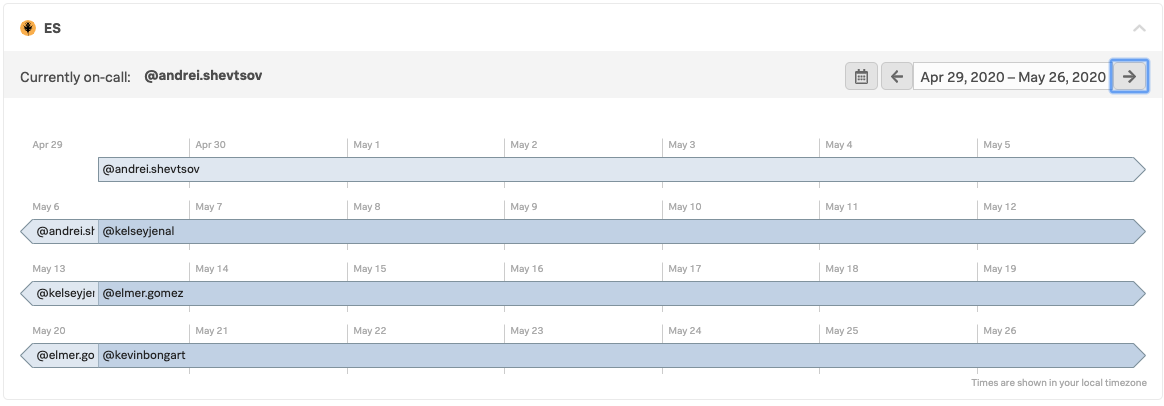 ES
Currently on-call: @andrei.shevtsov Apr 29, 2020 – May 26, 2020
Apr 29 Apr 30 May 1 May 2 May 3 May 4 May 5
@andrei.shevtsov
May 6 May 7 May 8 May 9 May 10 May 11 May 12
@andrei.sh @kelseyjenal
May 13 May 14 May 15 May 16 May 17 May 18 May 19
@kelseyjen @elmer.gomez
May 20 May 21 May 22 May 23 May 24 May 25 May 26
@elmer.go @kevinbongart
Times are shown in your local timezone